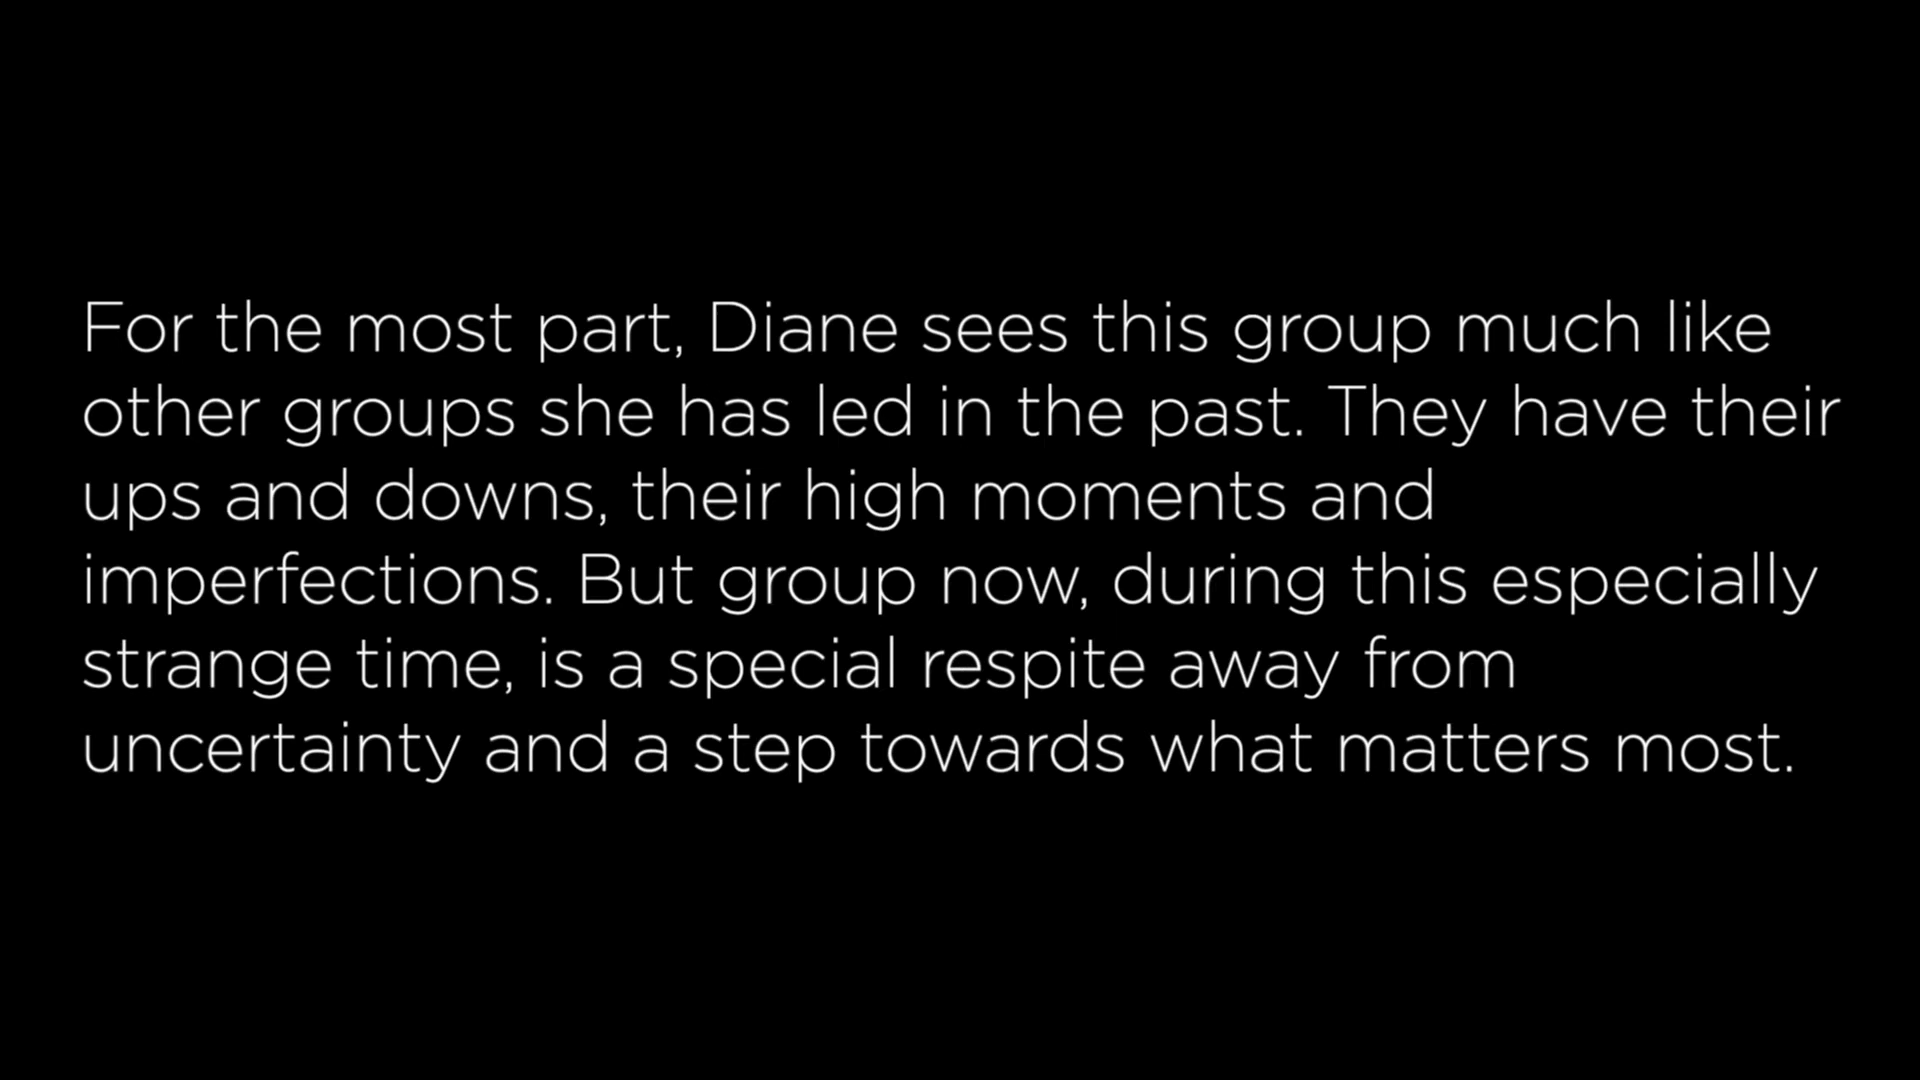 For the most part, Diane sees this group much like
other groups she has led in the past. They have their
ups and downs, their high moments and
imperfections. But group now, during this especially
strange time, is a special respite away from
uncertainty and a step towards what matters most.